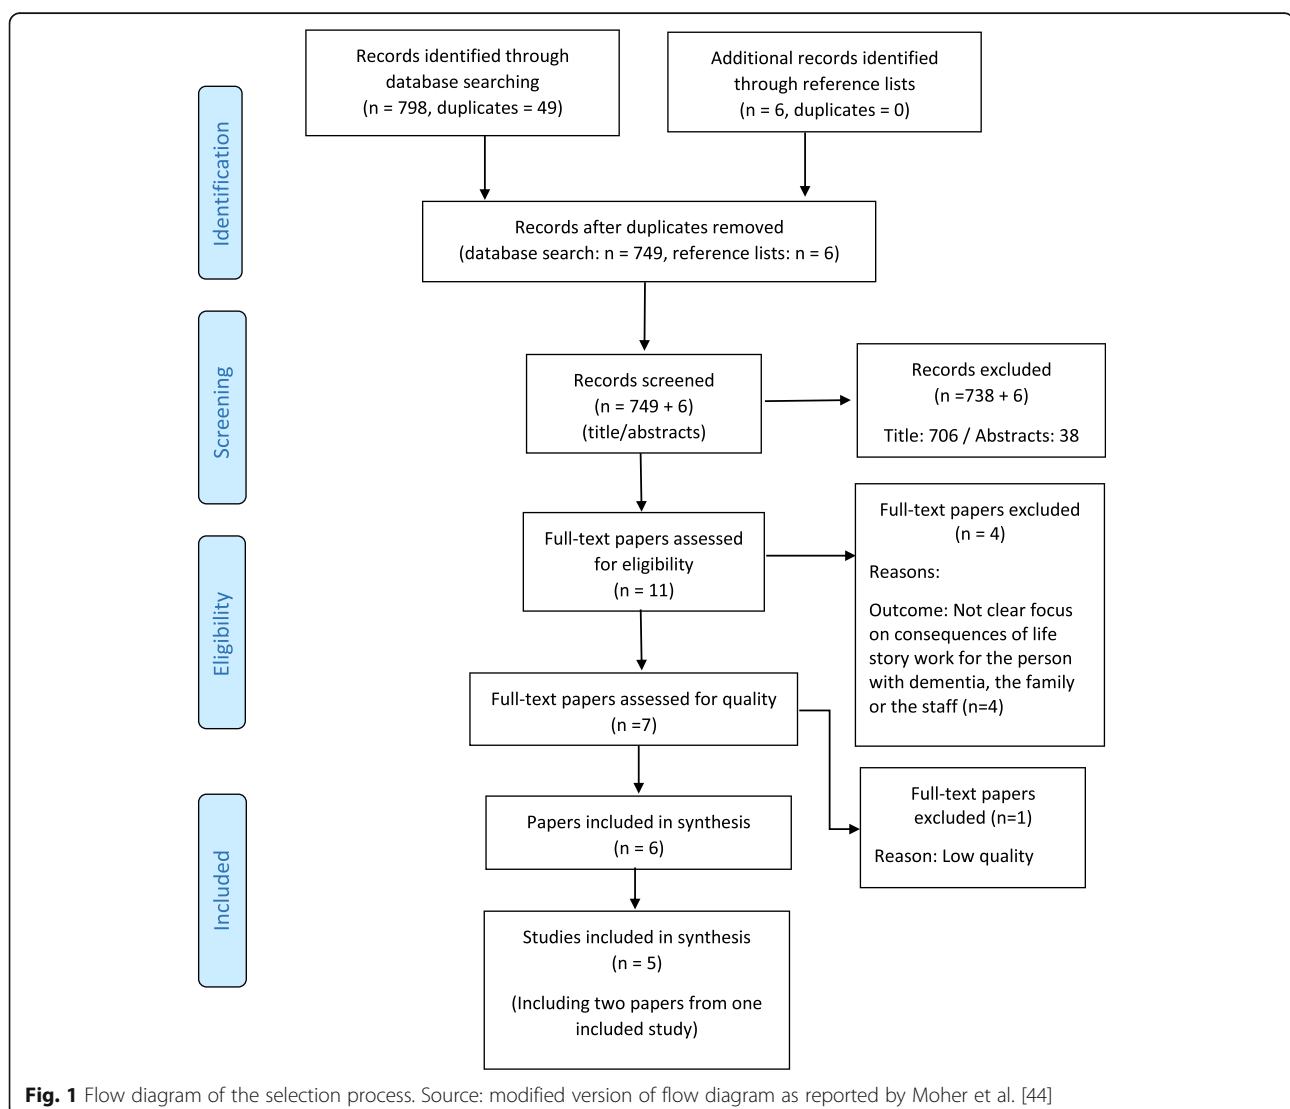 Records identified through
database searching
(n = 798, duplicates = 49)
Additional records identified
through reference lists
(n = 6, duplicates = 0)
Identification
Records after duplicates removed
(database search: n = 749, reference lists: n = 6)
Screening
Records screened
(n = 749 + 6)
(title/abstracts)
Records excluded
(n =738 + 6)
Title: 706 / Abstracts: 38
Eligibility
Full-text papers assessed
for eligibility
(n = 11)
Full-text papers excluded
(n = 4)
Reasons:
Outcome: Not clear focus
on consequences of life
story work for the person
with dementia, the family
or the staff (n=4)
Full-text papers assessed for quality
(n =7)
Full-text papers
excluded (n=1)
Reason: Low quality
Included
Papers included in synthesis
(n = 6)
Studies included in synthesis
(n = 5)
(Including two papers from one
included study)
Fig. 1 Flow diagram of the selection process. Source: modified version of flow diagram as reported by Moher et al. [44]